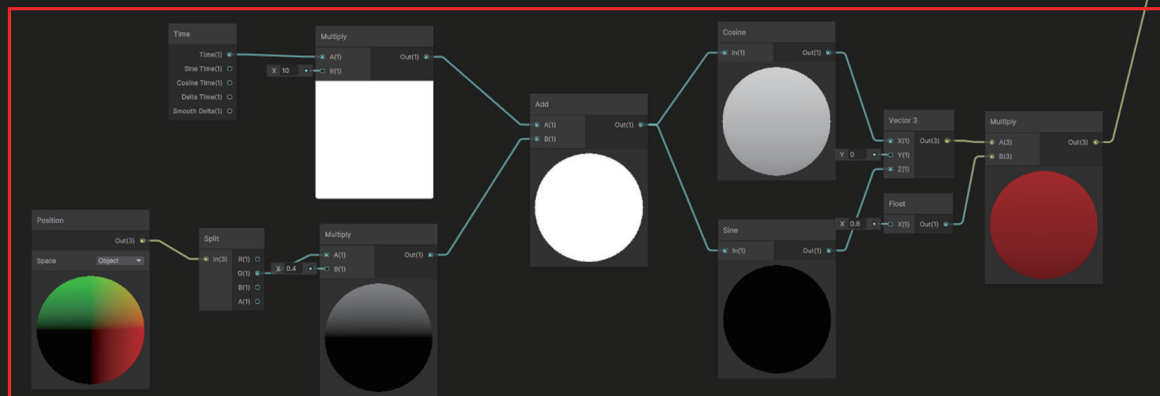 Time
Time(1)
Sine Time(1)
Cosine Time(1)
Delta Time(1)
Smooth Delta(1)
X 10
Multiply
A(1) Out(1)
B(1)
Position
Out(3)
Space Object
Split
In(3) R(1)
G(1)
B(1)
A(1)
X 0.4
Multiply
A(1) Out(1)
B(1)
Add
A(1) Out(1)
B(1)
Cosine
In(1) Out(1)
Sine
In(1) Out(1)
Y 0
Vector 3
X(1) Out(3)
Y(1)
Z(1)
X 0.6
Float
X(1) Out(1)
Multiply
A(3) Out(3)
B(3)